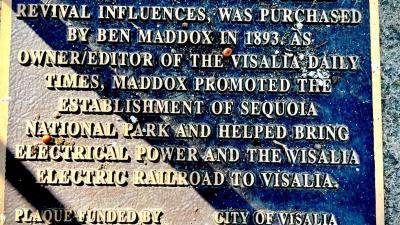 REVIVAL INFLUENCES, WAS PURCHASED
BY BEN MADDOX IN 1893. AS
OWNER/EDITOR OF THE VISALIA DAILY
TIMES, MADDOX PROMOTED THE
ESTABLISHMENT OF SEQUOIA
NATIONAL PARK AND HELPED BRING
ELECTRICAL POWER AND THE VISALIA
ELECTRIC RAILROAD TO VISALIA.
PLAQUE FUNDED BY CITY OF VISALIA